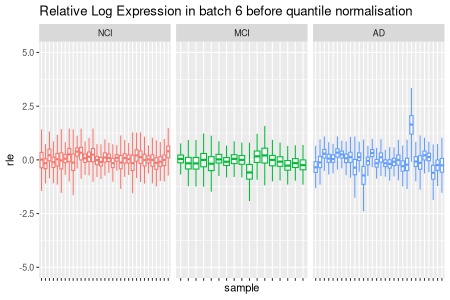 Relative Log Expression in batch 6 before quantile normalisation
NCI MCI AD
5.0
2.5
0.0
-2.5
-5.0
rle
sample